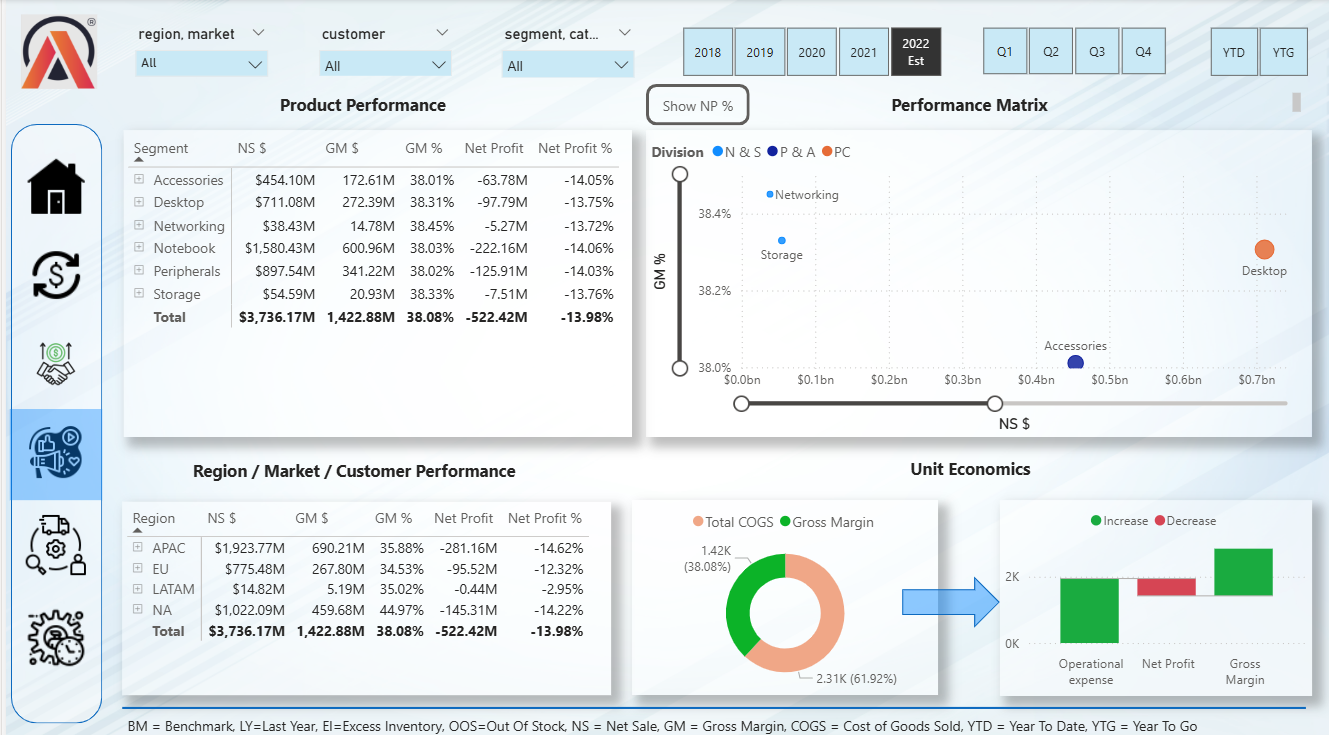 region, market
customer
segment, cat...
All
All
All
2018
2019
2020
2021
2022
Est
Q1
Q2
Q3
Q4
YTD
YTG
Product Performance
Segment NS $ GM $ GM % Net Profit Net Profit %
Accessories $454.10M 172.61M 38.01% -63.78M -14.05%
Desktop $711.08M 272.39M 38.31% -97.79M -13.75%
Networking $38.43M 14.78M 38.45% -5.27M -13.72%
Notebook $1,580.43M 600.96M 38.03% -222.16M -14.06%
Peripherals $897.54M 341.22M 38.02% -125.91M -14.03%
Storage $54.59M 20.93M 38.33% -7.51M -13.76%
Total $3,736.17M 1,422.88M 38.08% -522.42M -13.98%
Show NP %
Performance Matrix
Division N & S P & A PC
GM %
38.4%
38.2%
38.0%
Networking
Storage
Desktop
Accessories
$0.0bn $0.1bn $0.2bn $0.3bn $0.4bn $0.5bn $0.6bn $0.7bn
NS $
Region / Market / Customer Performance
Region NS $ GM $ GM % Net Profit Net Profit %
APAC $1,923.77M 690.21M 35.88% -281.16M -14.62%
EU $775.48M 267.80M 34.53% -95.52M -12.32%
LATAM $14.82M 5.19M 35.02% -0.44M -2.95%
NA $1,022.09M 459.68M 44.97% -145.31M -14.22%
Total $3,736.17M 1,422.88M 38.08% -522.42M -13.98%
Unit Economics
Total COGS Gross Margin
1.42K
(38.08%)
2.31K (61.92%)
Increase Decrease
2K
0K
Operational
expense
Net Profit
Gross
Margin
BM = Benchmark, LY=Last Year, EI=Excess Inventory, OOS=Out Of Stock, NS = Net Sale, GM = Gross Margin, COGS = Cost of Goods Sold, YTD = Year To Date, YTG = Year To Go